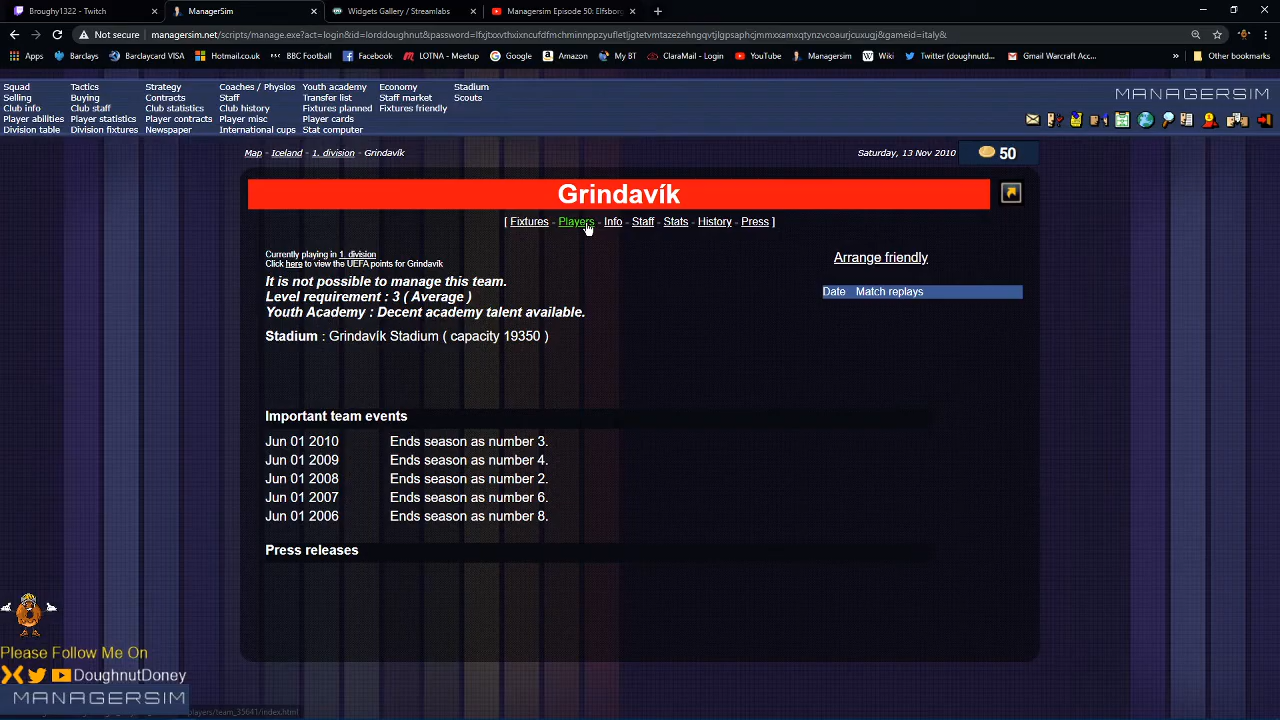 Broughy1322 - Twitch
ManagerSim
Widgets Gallery / Streamlabs
Managersim Episode 50: Elfsborg
Not secure | managersim.net/scripts/manage.exe?act=login&id=lorddoughnut&password=
&gameid=italy&
Apps
Barclays
Barclaycard
Hotmail.co.uk
BBC Football
Facebook
LOTNA - Meetup
Google
Amazon
My BT
ClaraMail - Login
YouTube
Managersim
Wiki
Twitter (doughnutd...
Gmail Warcraft Acc...
»
Other bookmarks
Squad Tactics Strategy Coaches / Physios Youth academy Economy Stadium
Selling Buying Contracts Staff Transfer list Staff market Scouts
Club info Club staff Club statistics Club history Fixtures planned Fixtures friendly
Player abilities Player statistics Player contracts Player misc Player cards
Division table Division fixtures Newspaper International cups Stat computer
MANAGERSIM
Map - Iceland - 1. division - Grindavík
Saturday, 13 Nov 2010
50
Grindavík
[ Fixtures - Players - Info - Staff - Stats - History - Press ]
Currently playing in 1. division
Click here to view the UEFA points for Grindavík
It is not possible to manage this team.
Level requirement : 3 ( Average )
Youth Academy : Decent academy talent available.
Stadium : Grindavík Stadium ( capacity 19350 )
Arrange friendly
Date Match replays
Important team events
Jun 01 2010 Ends season as number 3.
Jun 01 2009 Ends season as number 4.
Jun 01 2008 Ends season as number 2.
Jun 01 2007 Ends season as number 6.
Jun 01 2006 Ends season as number 8.
Press releases
Please Follow Me On
DoughnutDoney
MANAGERSIM
players/team_35641/index.html